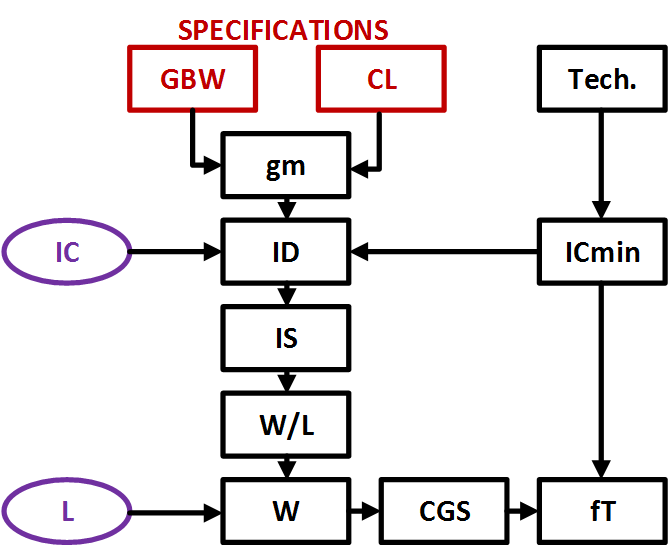 SPECIFICATIONS
GBW
CL
Tech.
gm
IC
ID
ICmin
IS
W/L
L
W
CGS
fT